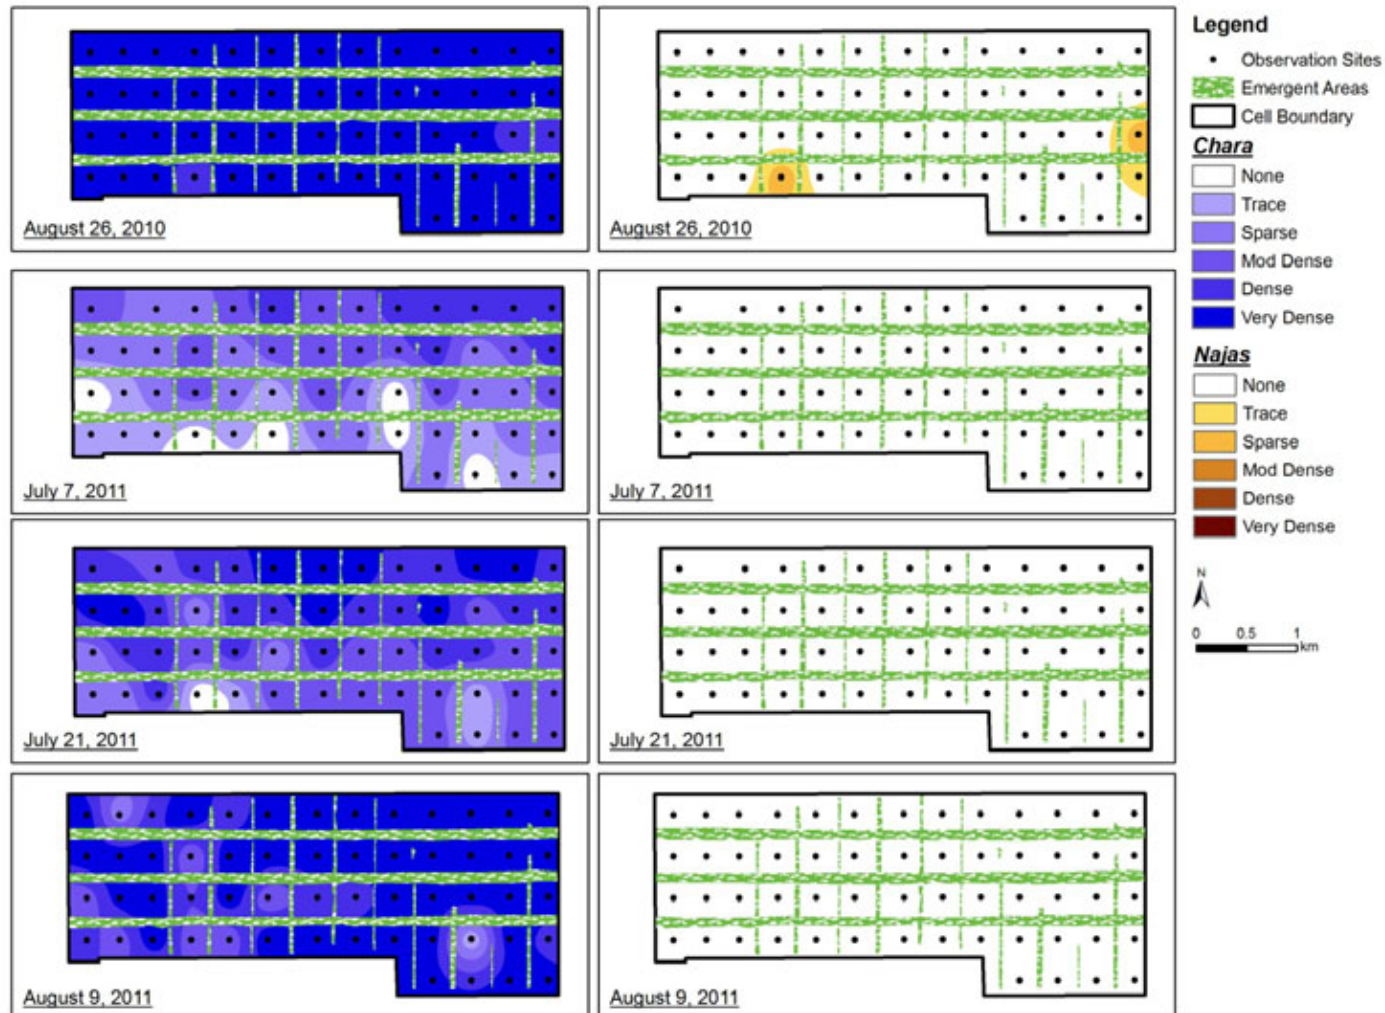 August 26, 2010
August 26, 2010
July 7, 2011
July 7, 2011
July 21, 2011
July 21, 2011
August 9, 2011
August 9, 2011
Legend
Observation Sites
Emergent Areas
Cell Boundary
Chara
None
Trace
Sparse
Mod Dense
Dense
Very Dense
Najas
None
Trace
Sparse
Mod Dense
Dense
Very Dense
N
0 0.5 1
km